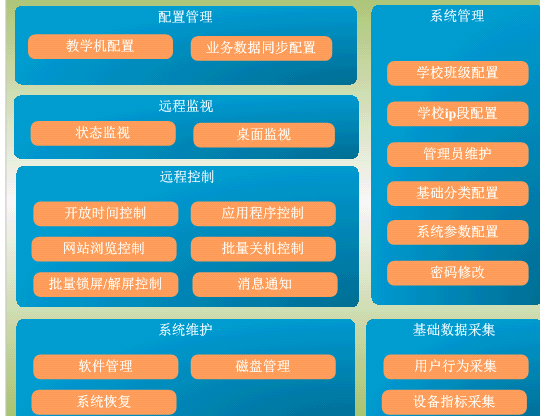 配置管理
教学机配置
业务数据同步配置
远程监视
状态监视
桌面监视
远程控制
开放时间控制
应用程序控制
网站浏览控制
批量关机控制
批量锁屏/解屏控制
消息通知
系统维护
软件管理
磁盘管理
系统恢复
系统管理
学校班级配置
学校ip段配置
管理员维护
基础分类配置
系统参数配置
密码修改
基础数据采集
用户行为采集
设备指标采集